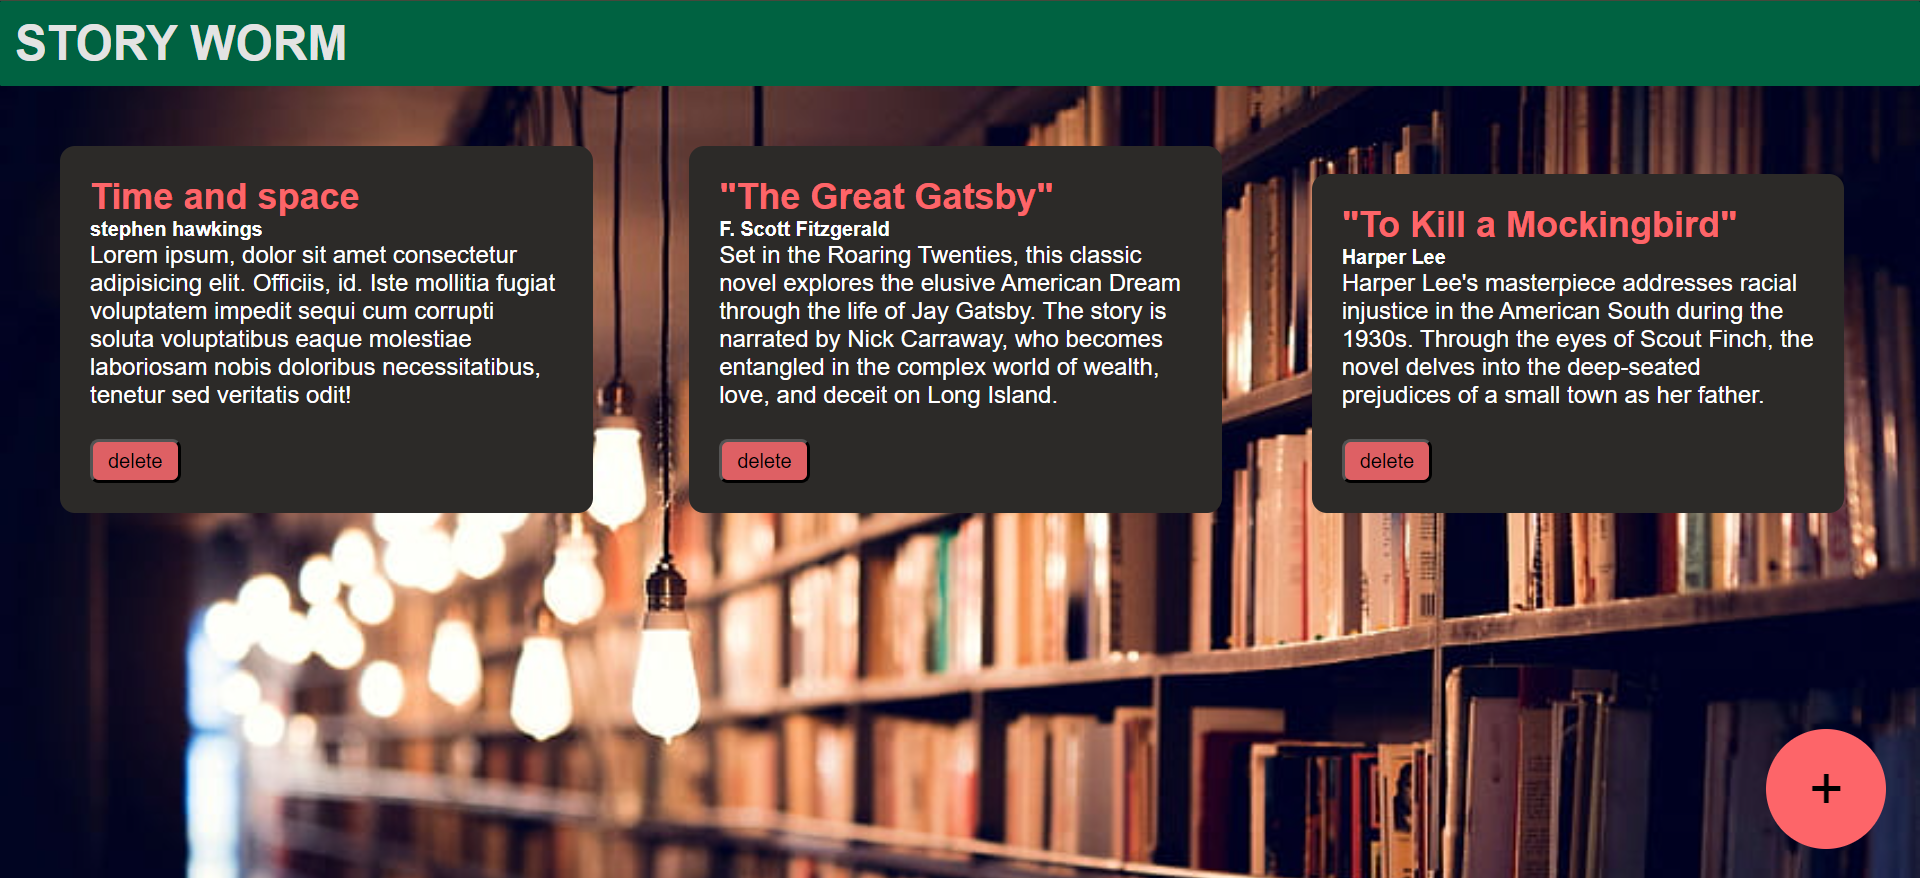 STORY WORM
Time and space
stephen hawkings
Lorem ipsum, dolor sit amet consectetur
adipisicing elit. Officiis, id. Iste mollitia fugiat
voluptatem impedit sequi cum corrupti
soluta voluptatibus eaque molestiae
laboriosam nobis doloribus necessitatibus,
tenetur sed veritatis odit!
delete
"The Great Gatsby"
F. Scott Fitzgerald
Set in the Roaring Twenties, this classic
novel explores the elusive American Dream
through the life of Jay Gatsby. The story is
narrated by Nick Carraway, who becomes
entangled in the complex world of wealth,
love, and deceit on Long Island.
delete
"To Kill a Mockingbird"
Harper Lee
Harper Lee's masterpiece addresses racial
injustice in the American South during the
1930s. Through the eyes of Scout Finch, the
novel delves into the deep-seated
prejudices of a small town as her father.
delete
+